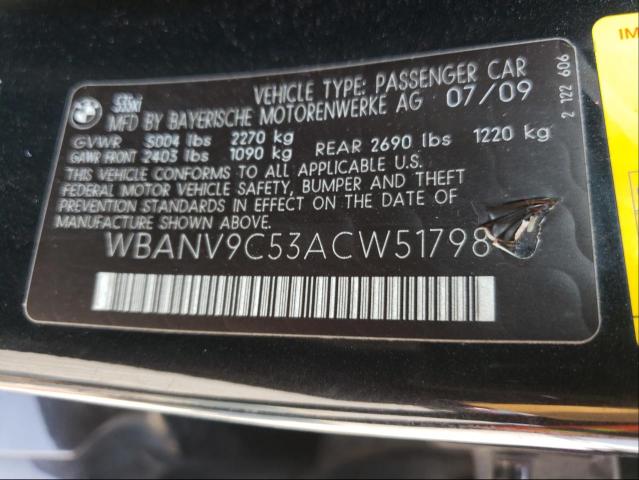 535xi
VEHICLE TYPE: PASSENGER CAR
MFD BY BAYERISCHE MOTORENWERKE AG 07/09
GVWR 5004 lbs 2270 kg
GAWR FRONT 2403 lbs 1090 kg REAR 2690 lbs 1220 kg
THIS VEHICLE CONFORMS TO ALL APPLICABLE U.S.
FEDERAL MOTOR VEHICLE SAFETY, BUMPER AND THEFT
PREVENTION STANDARDS IN EFFECT ON THE DATE OF
MANUFACTURE SHOWN ABOVE.
WBANV9C53ACW51798
2 122 606
IM